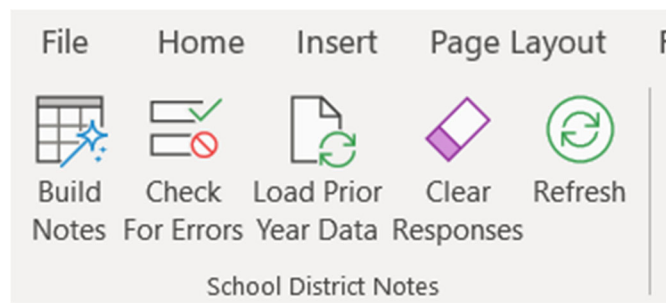 File Home Insert Page Layout
Build Check Load Prior Clear Refresh
Notes For Errors Year Data Responses
School District Notes